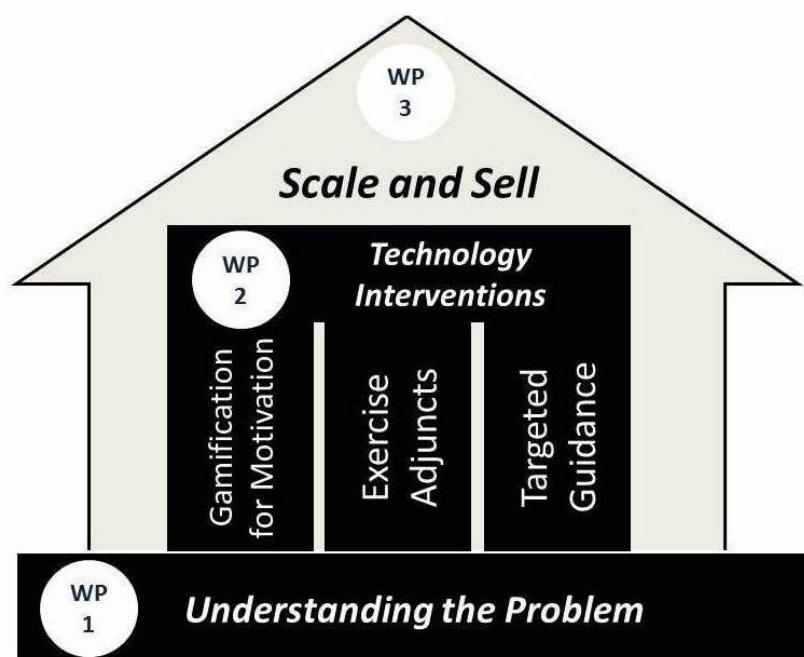 WP
3
Scale and Sell
WP
2
Technology
Interventions
Gamification
for Motivation
Exercise
Adjuncts
Targeted
Guidance
WP
1
Understanding the Problem